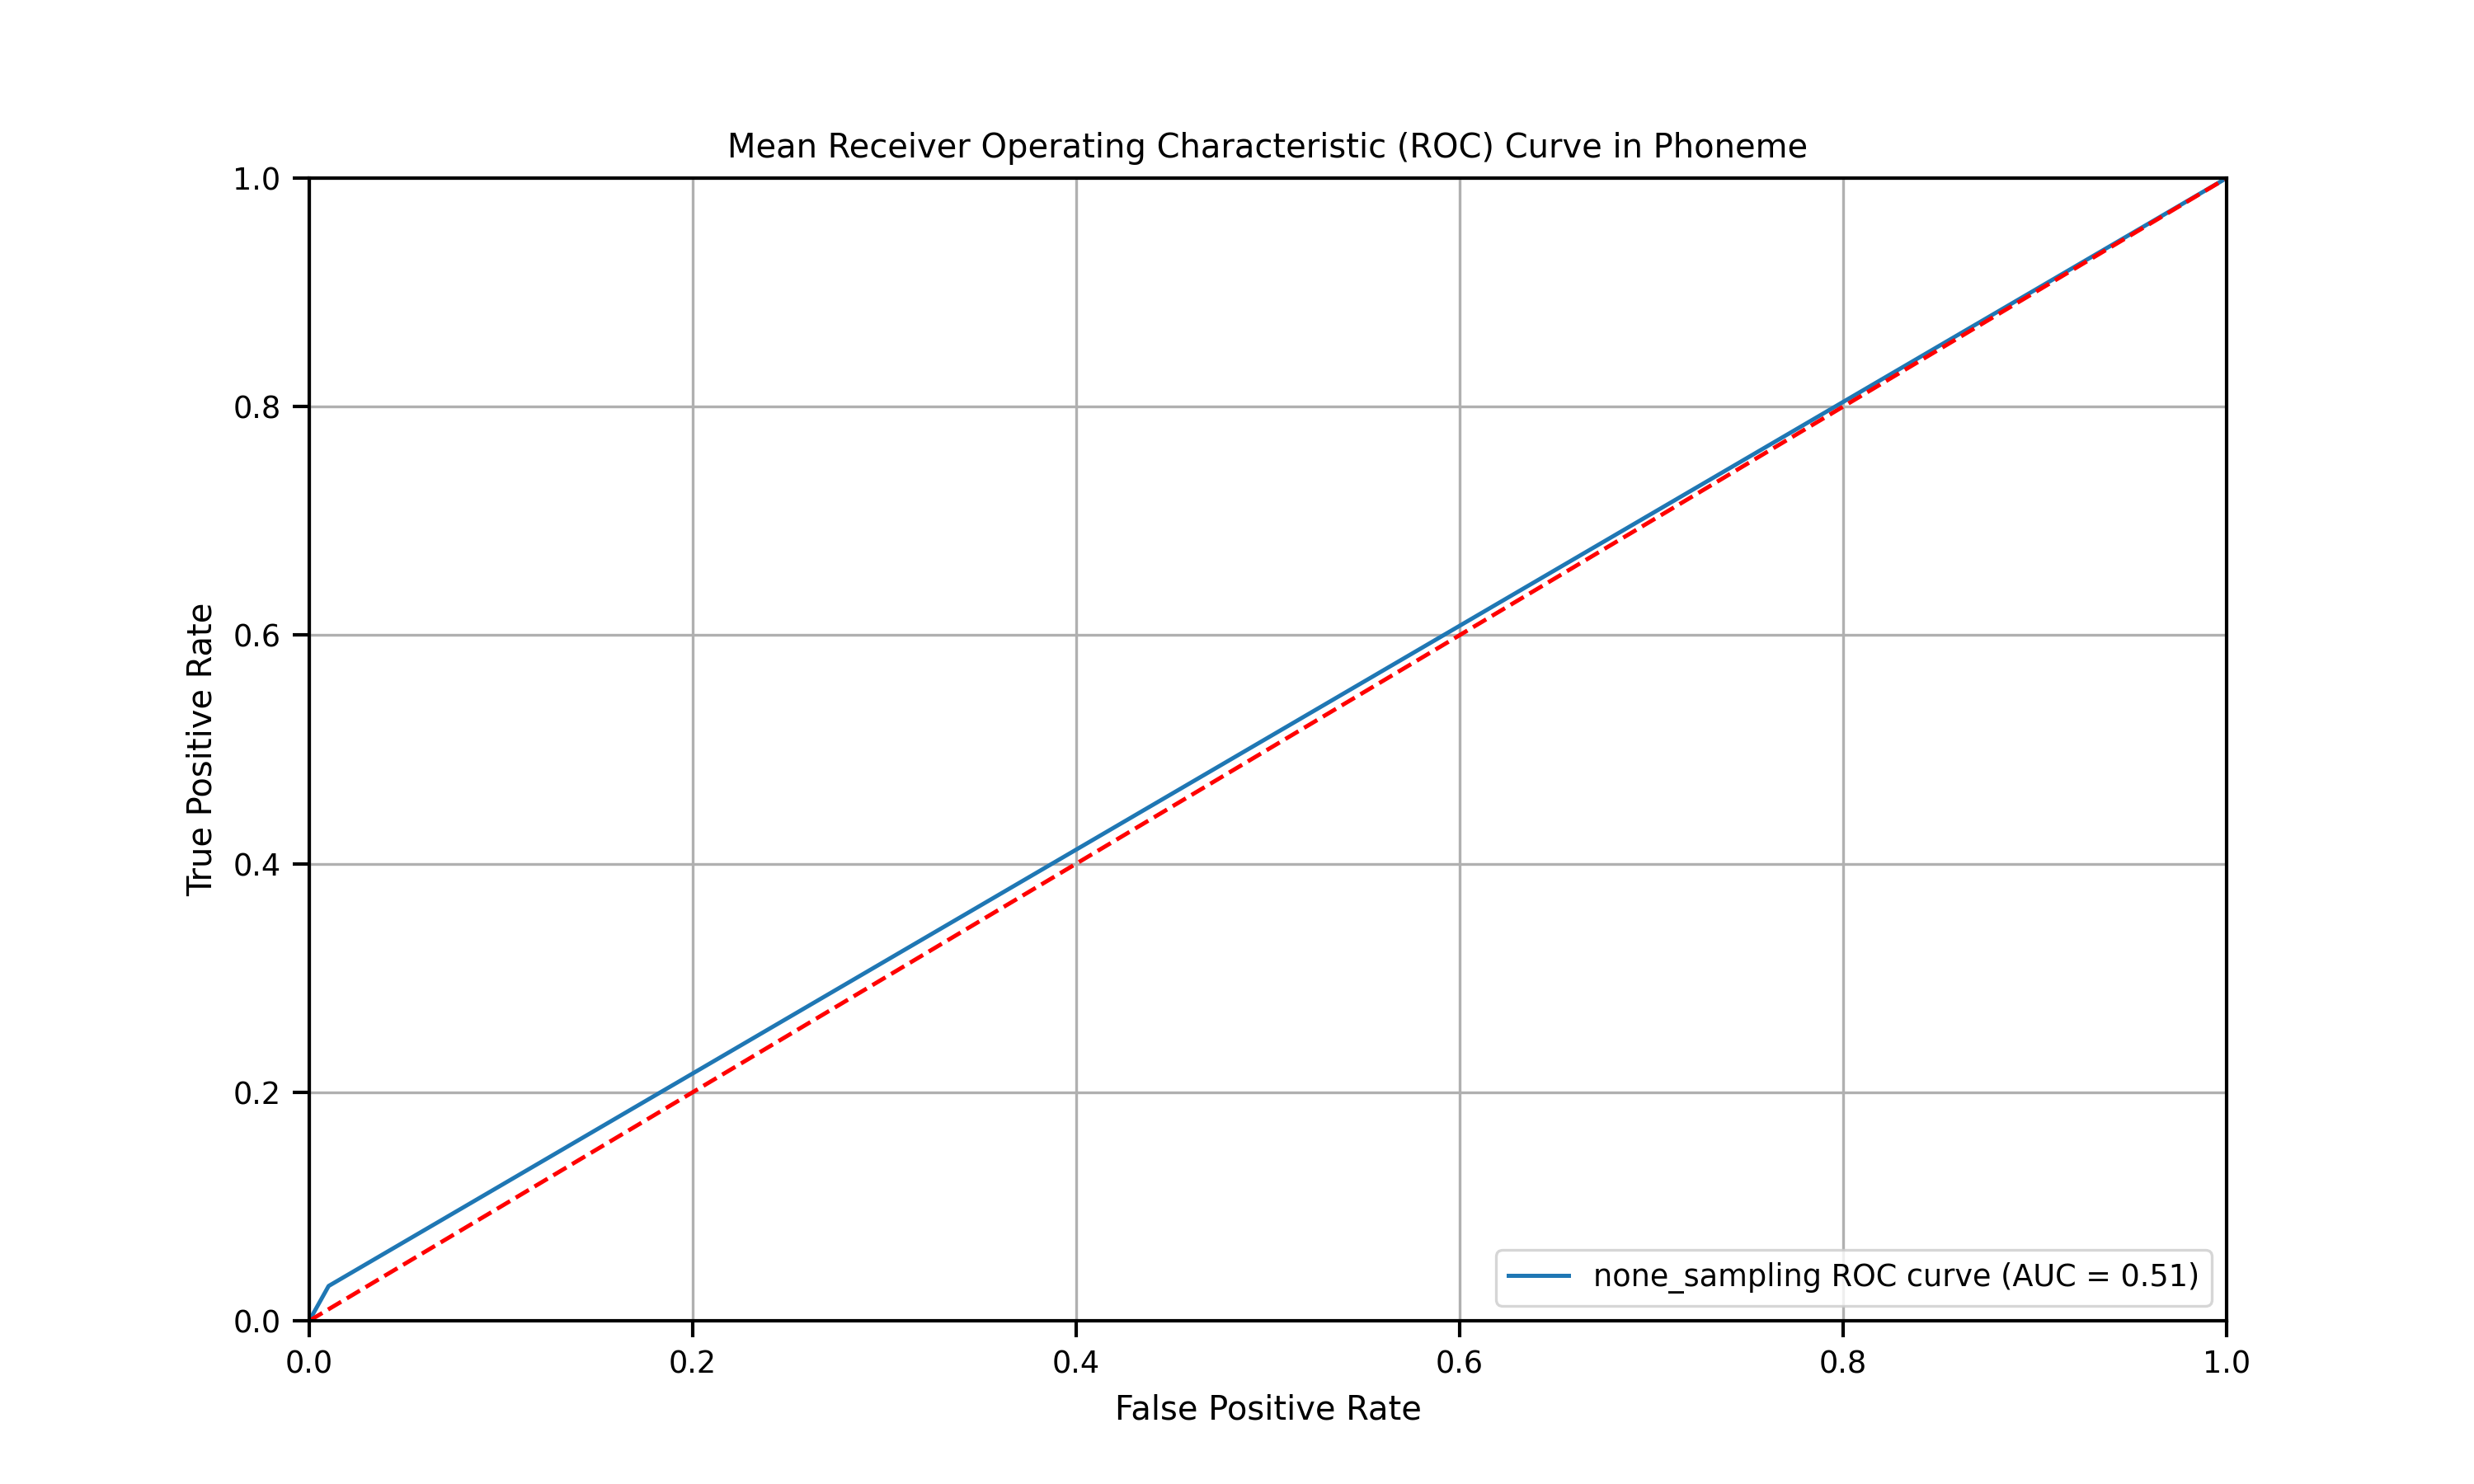 Mean Receiver Operating Characteristic (ROC) Curve in Phoneme
1.0
0.8
0.6
0.4
0.2
0.0
True Positive Rate
none_sampling ROC curve (AUC = 0.51)
0.0 0.2 0.4 0.6 0.8 1.0
False Positive Rate